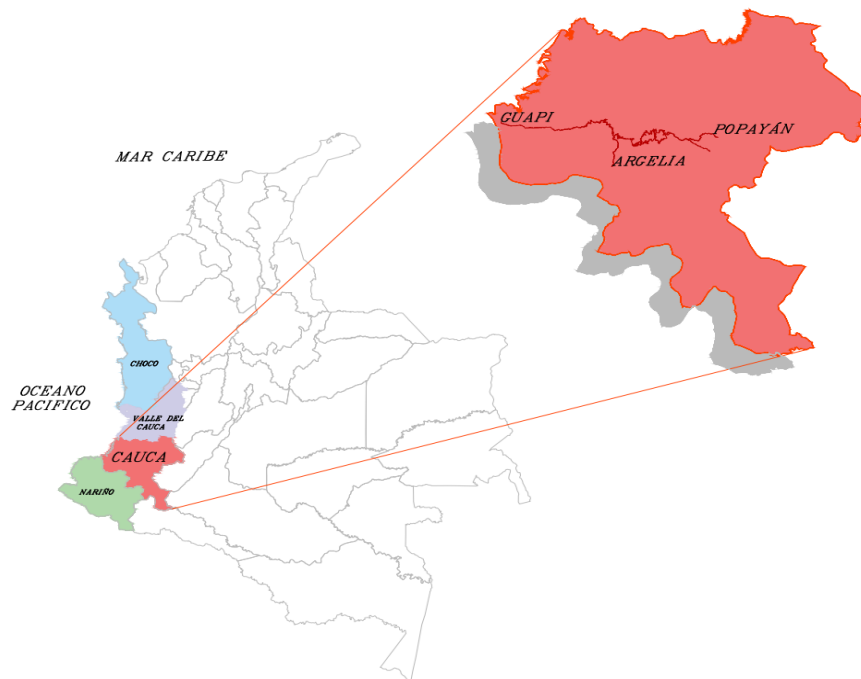 MAR CARIBE
GUAPI
POPAYÁN
ARGELIA
CHOCO
OCEANO
PACIFICO
VALLE DEL
CAUCA
CAUCA
NARIÑO